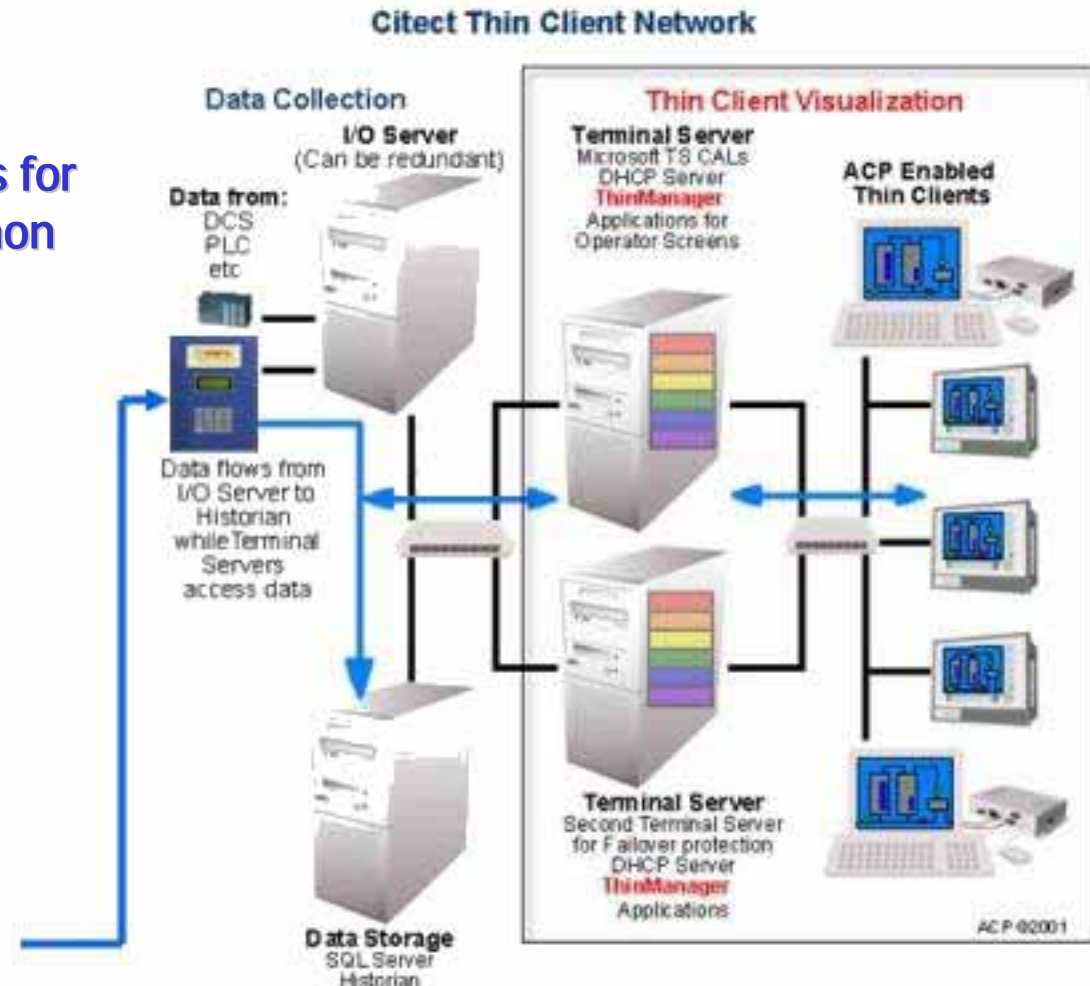 Citect Thin Client Network
s for
Data Collection
I/O Server
(Can be redundant)
Data from:
DCS
PLC
etc
Data flows from
I/O Server to
Historian
while Terminal
Servers
access data
Data Storage
SQL Server
Historian
Thin Client Visualization
Terminal Server
Microsoft TS CALs
DHCP Server
ThinManager
Applications for
Operator Screens
ACP Enabled
Thin Clients
Terminal Server
Second Terminal Server
for Failover protection
DHCP Server
ThinManager
Applications
ACP ©2001